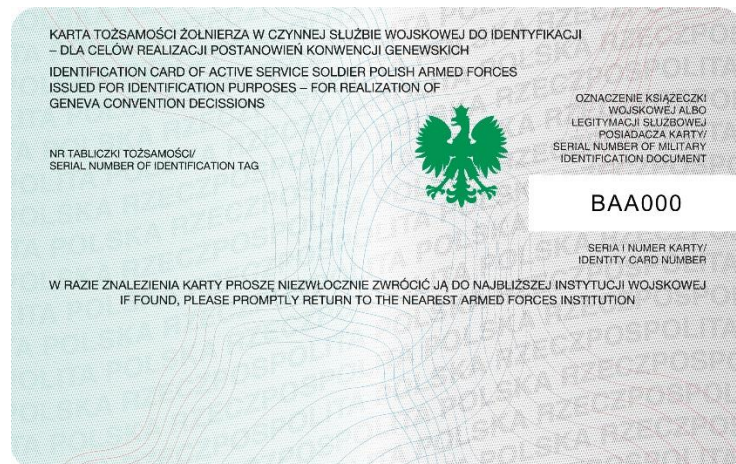 KARTA TOŻSAMOŚCI ŻOŁNIERZA W CZYNNEJ SŁUŻBIE WOJSKOWEJ DO IDENTYFIKACJI
– DLA CELÓW REALIZACJI POSTANOWIEŃ KONWENCJI GENEWSKICH
IDENTIFICATION CARD OF ACTIVE SERVICE SOLDIER POLISH ARMED FORCES
ISSUED FOR IDENTIFICATION PURPOSES – FOR REALIZATION OF
GENEVA CONVENTION DECISSIONS
NR TABLICZKI TOŻSAMOŚCI/
SERIAL NUMBER OF IDENTIFICATION TAG
OZNACZENIE KSIĄŻECZKI
WOJSKOWEJ ALBO
LEGITYMACJI SŁUŻBOWEJ
POSIADACZA KARTY/
SERIAL NUMBER OF MILITARY
IDENTIFICATION DOCUMENT
BAA000
SERIA I NUMER KARTY/
IDENTITY CARD NUMBER
W RAZIE ZNALEZIENIA KARTY PROSZĘ NIEZWŁOCZNIE ZWRÓCIĆ JĄ DO NAJBLIŻSZEJ INSTYTUCJI WOJSKOWEJ
IF FOUND, PLEASE PROMPTLY RETURN TO THE NEAREST ARMED FORCES INSTITUTION